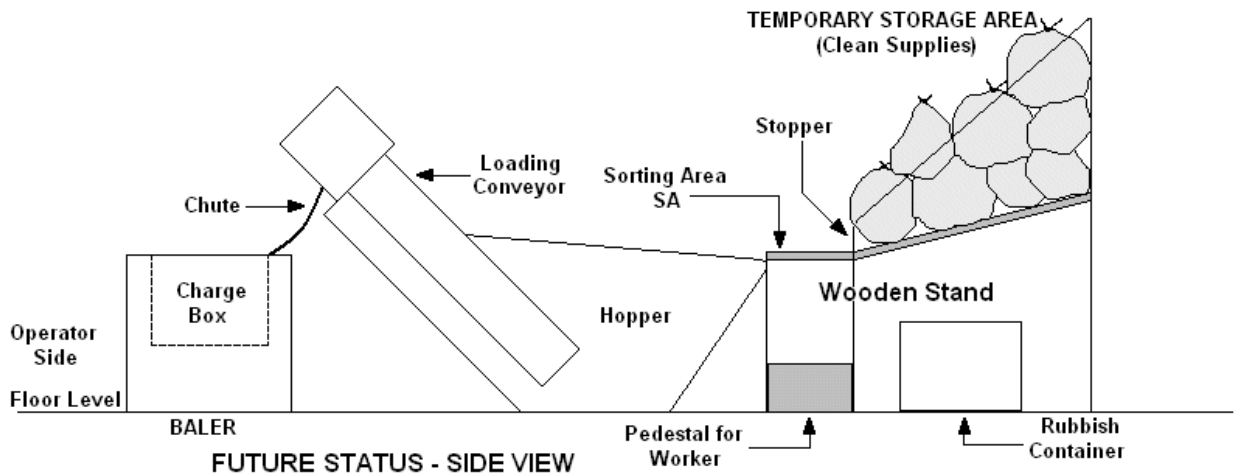 TEMPORARY STORAGE AREA
(Clean Supplies)
Stopper
Loading
Conveyor
Sorting Area
SA
Chute
Charge
Box
Wooden Stand
Hopper
Operator
Side
Floor Level
BALER
Pedestal for
Worker
Rubbish
Container
FUTURE STATUS - SIDE VIEW